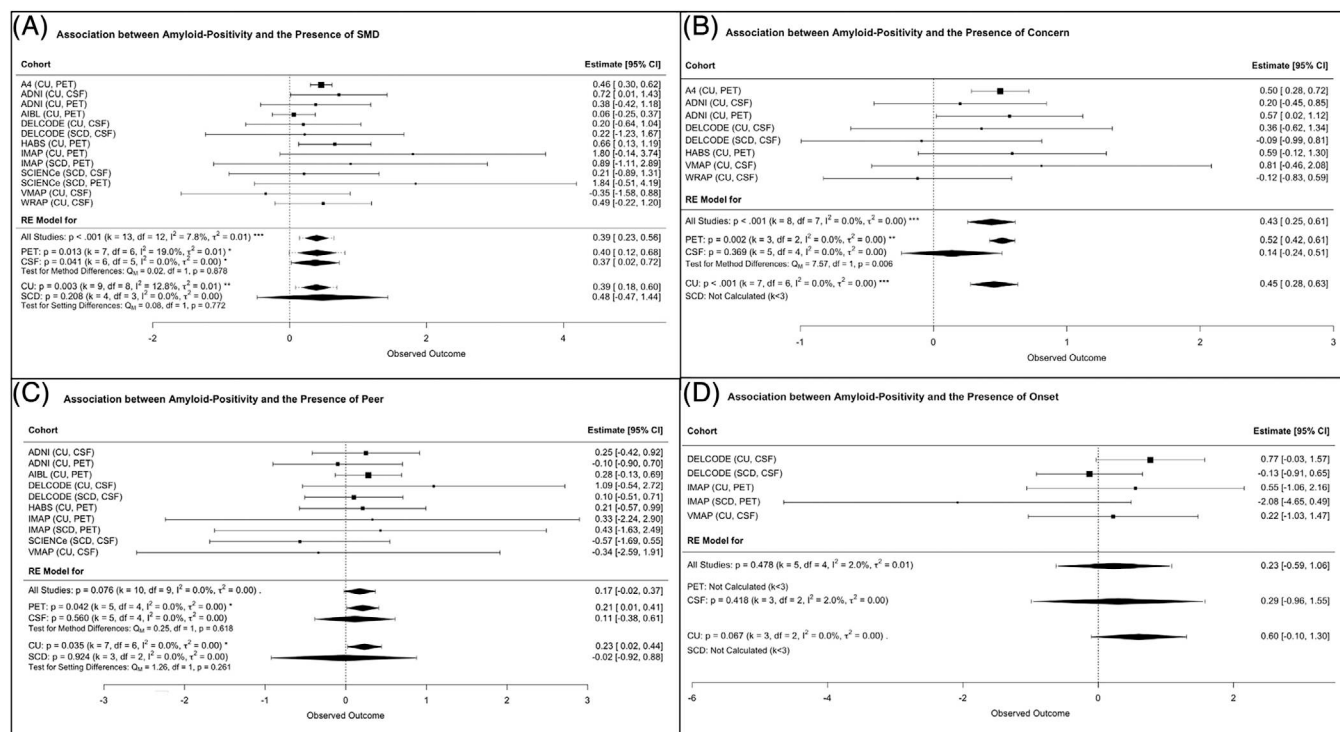 (A) Association between Amyloid-Positivity and the Presence of SMD
Cohort Estimate [95% CI]
A4 (CU, PET) 0.46 [ 0.30, 0.62]
ADNI (CU, CSF) 0.72 [ 0.01, 1.43]
ADNI (CU, PET) 0.38 [-0.42, 1.18]
AIBL (CU, PET) 0.06 [-0.25, 0.37]
DELCODE (CU, CSF) 0.20 [-0.64, 1.04]
DELCODE (SCD, CSF) 0.22 [-1.23, 1.67]
HABS (CU, PET) 0.66 [ 0.13, 1.19]
IMAP (CU, PET) 1.80 [-0.14, 3.74]
IMAP (SCD, PET) 0.89 [-1.11, 2.89]
SCIENCe (SCD, CSF) 0.21 [-0.89, 1.31]
SCIENCe (SCD, PET) 1.84 [-0.51, 4.19]
VMAP (CU, CSF) -0.35 [-1.58, 0.88]
WRAP (CU, CSF) 0.49 [-0.22, 1.20]
RE Model for
All Studies: p < .001 (k = 13, df = 12, I² = 7.8%, τ² = 0.01) *** 0.39 [ 0.23, 0.56]
PET: p = 0.013 (k = 7, df = 6, I² = 19.0%, τ² = 0.01) * 0.40 [ 0.12, 0.68]
CSF: p = 0.041 (k = 6, df = 5, I² = 0.0%, τ² = 0.00) * 0.37 [ 0.02, 0.72]
Test for Method Differences: QM = 0.02, df = 1, p = 0.878
CU: p = 0.003 (k = 9, df = 8, I² = 12.8%, τ² = 0.01) ** 0.39 [ 0.18, 0.60]
SCD: p = 0.208 (k = 4, df = 3, I² = 0.0%, τ² = 0.00) 0.48 [-0.47, 1.44]
Test for Setting Differences: QM = 0.08, df = 1, p = 0.772
-2 0 2 4
Observed Outcome
(B) Association between Amyloid-Positivity and the Presence of Concern
Cohort Estimate [95% CI]
A4 (CU, PET) 0.50 [ 0.28, 0.72]
ADNI (CU, CSF) 0.20 [-0.45, 0.85]
ADNI (CU, PET) 0.57 [ 0.02, 1.12]
DELCODE (CU, CSF) 0.36 [-0.62, 1.34]
DELCODE (SCD, CSF) -0.09 [-0.99, 0.81]
HABS (CU, PET) 0.59 [-0.12, 1.30]
VMAP (CU, CSF) 0.81 [-0.46, 2.08]
WRAP (CU, CSF) -0.12 [-0.83, 0.59]
RE Model for
All Studies: p < .001 (k = 8, df = 7, I² = 0.0%, τ² = 0.00) *** 0.43 [ 0.25, 0.61]
PET: p = 0.002 (k = 3, df = 2, I² = 0.0%, τ² = 0.00) ** 0.52 [ 0.42, 0.61]
CSF: p = 0.369 (k = 5, df = 4, I² = 0.0%, τ² = 0.00) 0.14 [-0.24, 0.51]
Test for Method Differences: QM = 7.57, df = 1, p = 0.006
CU: p < .001 (k = 7, df = 6, I² = 0.0%, τ² = 0.00) *** 0.45 [ 0.28, 0.63]
SCD: Not Calculated (k<3)
-1 0 1 2 3
Observed Outcome
(C) Association between Amyloid-Positivity and the Presence of Peer
Cohort Estimate [95% CI]
ADNI (CU, CSF) 0.25 [-0.42, 0.92]
ADNI (CU, PET) -0.10 [-0.90, 0.70]
AIBL (CU, PET) 0.28 [-0.13, 0.69]
DELCODE (CU, CSF) 1.09 [-0.54, 2.72]
DELCODE (SCD, CSF) 0.10 [-0.51, 0.71]
HABS (CU, PET) 0.21 [-0.57, 0.99]
IMAP (CU, PET) 0.33 [-2.24, 2.90]
IMAP (SCD, PET) 0.43 [-1.63, 2.49]
SCIENCe (SCD, CSF) -0.57 [-1.69, 0.55]
VMAP (CU, CSF) -0.34 [-2.59, 1.91]
RE Model for
All Studies: p = 0.076 (k = 10, df = 9, I² = 0.0%, τ² = 0.00) . 0.17 [-0.02, 0.37]
PET: p = 0.042 (k = 5, df = 4, I² = 0.0%, τ² = 0.00) * 0.21 [ 0.01, 0.41]
CSF: p = 0.560 (k = 5, df = 4, I² = 0.0%, τ² = 0.00) 0.11 [-0.38, 0.61]
Test for Method Differences: QM = 0.25, df = 1, p = 0.618
CU: p = 0.035 (k = 7, df = 6, I² = 0.0%, τ² = 0.00) * 0.23 [ 0.02, 0.44]
SCD: p = 0.924 (k = 3, df = 2, I² = 0.0%, τ² = 0.00) -0.02 [-0.92, 0.88]
Test for Setting Differences: QM = 1.26, df = 1, p = 0.261
-3 -2 -1 0 1 2 3
Observed Outcome
(D) Association between Amyloid-Positivity and the Presence of Onset
Cohort Estimate [95% CI]
DELCODE (CU, CSF) 0.77 [-0.03, 1.57]
DELCODE (SCD, CSF) -0.13 [-0.91, 0.65]
IMAP (CU, PET) 0.55 [-1.06, 2.16]
IMAP (SCD, PET) -2.08 [-4.65, 0.49]
VMAP (CU, CSF) 0.22 [-1.03, 1.47]
RE Model for
All Studies: p = 0.478 (k = 5, df = 4, I² = 2.0%, τ² = 0.01) 0.23 [-0.59, 1.06]
PET: Not Calculated (k<3)
CSF: p = 0.418 (k = 3, df = 2, I² = 2.0%, τ² = 0.00) 0.29 [-0.96, 1.55]
CU: p = 0.067 (k = 3, df = 2, I² = 0.0%, τ² = 0.00) . 0.60 [-0.10, 1.30]
SCD: Not Calculated (k<3)
-6 -4 -2 0 2
Observed Outcome